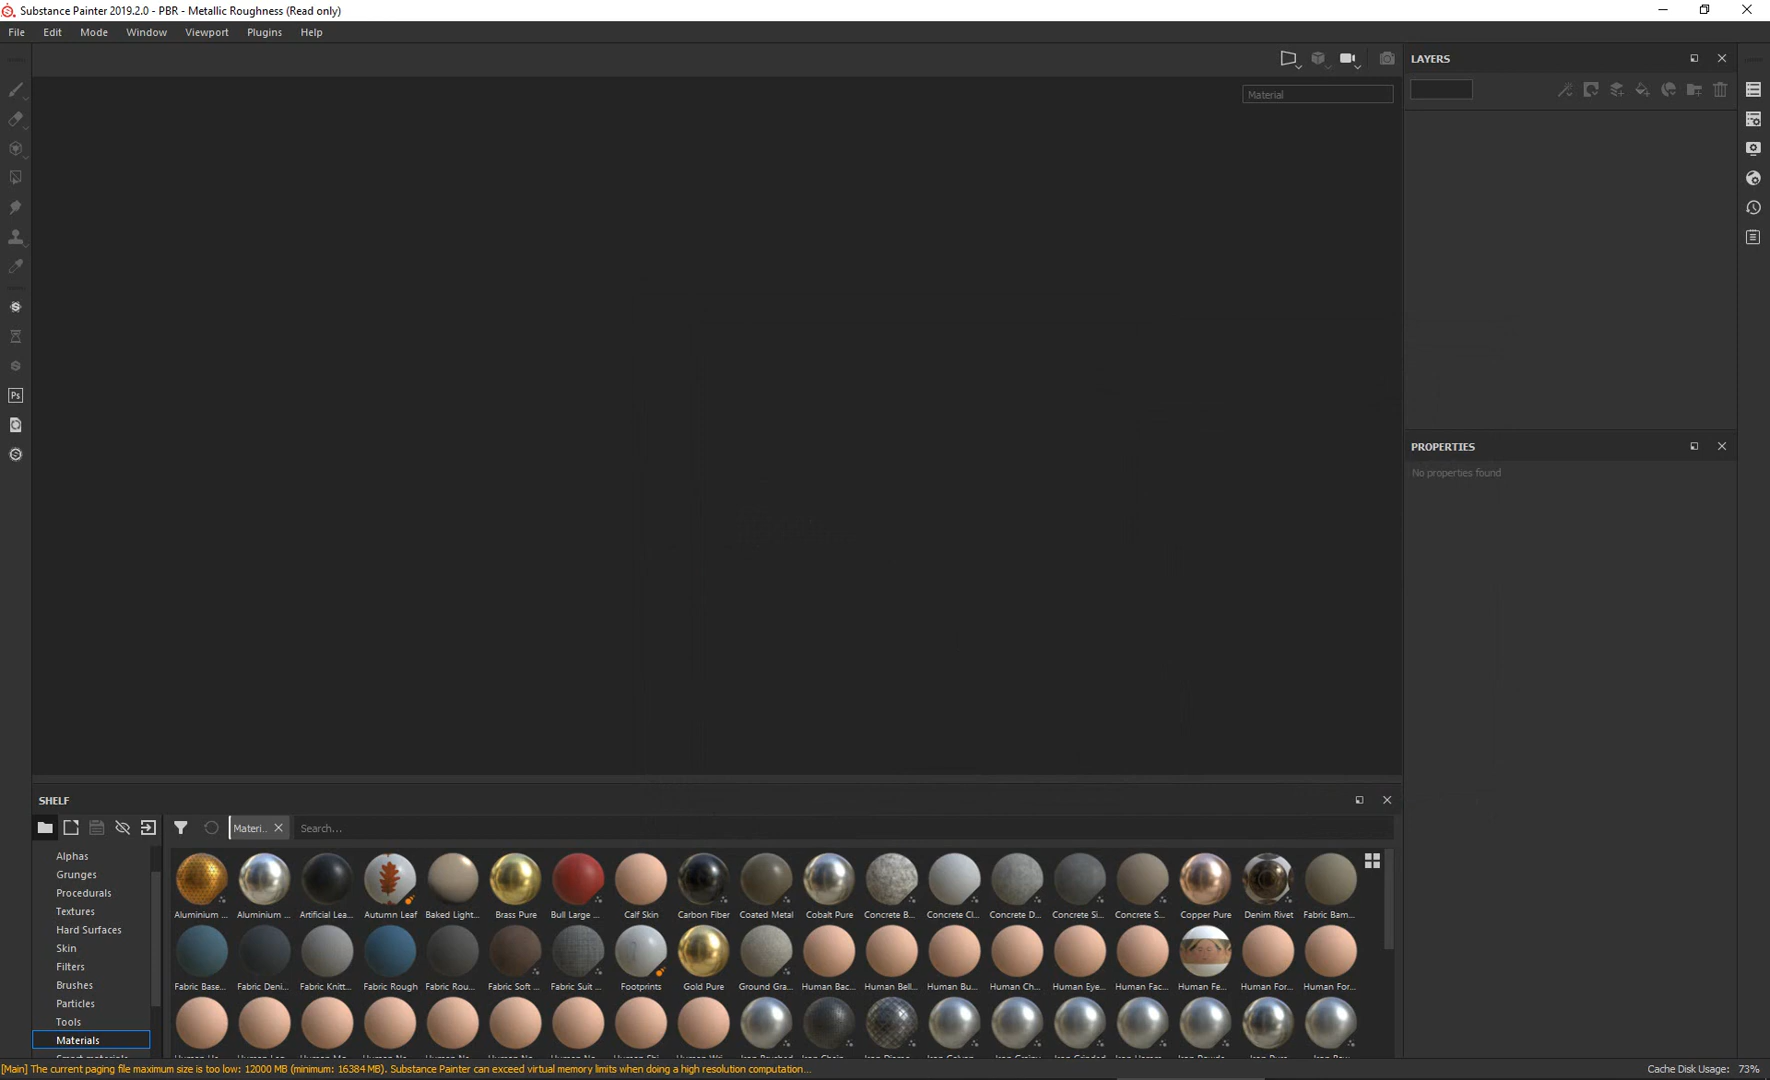 Substance Painter 2019.2.0 - PBR - Metallic Roughness (Read only)
File Edit Mode Window Viewport Plugins Help
Material
LAYERS
PROPERTIES
No properties found
Ps
SHELF
Materi.. Search...
Alphas
Grunges
Procedurals
Textures
Hard Surfaces
Skin
Filters
Brushes
Particles
Tools
Materials
Smart materials
Aluminium ... Aluminium ... Artificial Lea... Autumn Leaf Baked Light... Brass Pure Bull Large ... Calf Skin Carbon Fiber Coated Metal Cobalt Pure Concrete B... Concrete Cl... Concrete D... Concrete Si... Concrete S... Copper Pure Denim Rivet Fabric Bam...
Fabric Base... Fabric Deni... Fabric Knitt... Fabric Rough Fabric Rou... Fabric Soft ... Fabric Suit ... Footprints Gold Pure Ground Gra... Human Bac... Human Bell... Human Bu... Human Ch... Human Eye... Human Fac... Human Fe... Human For... Human For...
[Main] The current paging file maximum size is too low: 12000 MB (minimum: 16384 MB). Substance Painter can exceed virtual memory limits when doing a high resolution computation...
Cache Disk Usage: 73%